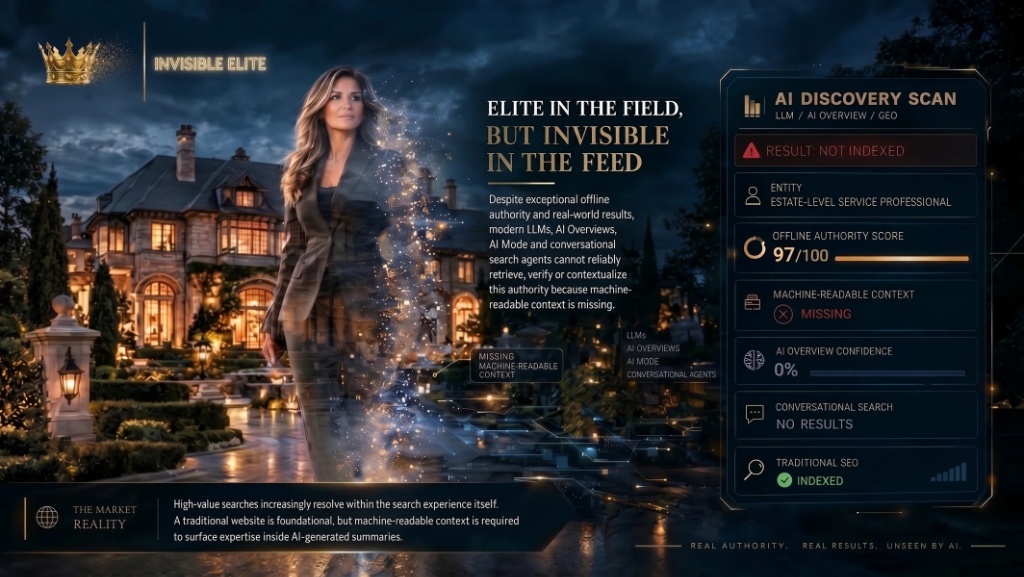 INVISIBLE ELITE
ELITE IN THE FIELD,
BUT INVISIBLE
IN THE FEED
Despite exceptional offline
authority and real-world results,
modern LLMs, AI Overviews,
AI Mode and conversational
search agents cannot reliably
retrieve, verify or contextualize
this authority because machine-
readable context is missing.
MISSING
MACHINE-READABLE
CONTEXT
LLMs
AI OVERVIEWS
AI MODE
CONVERSATIONAL AGENTS
AI DISCOVERY SCAN
LLM / AI OVERVIEW / GEO
RESULT: NOT INDEXED
ENTITY
ESTATE-LEVEL SERVICE PROFESSIONAL
OFFLINE AUTHORITY SCORE
97/100
MACHINE-READABLE CONTEXT
MISSING
AI OVERVIEW CONFIDENCE
0%
CONVERSATIONAL SEARCH
NO RESULTS
TRADITIONAL SEO
INDEXED
THE MARKET
REALITY
High-value searches increasingly resolve within the search experience itself.
A traditional website is foundational, but machine-readable context is required
to surface expertise inside AI-generated summaries.
REAL AUTHORITY. REAL RESULTS. UNSEEN BY AI.